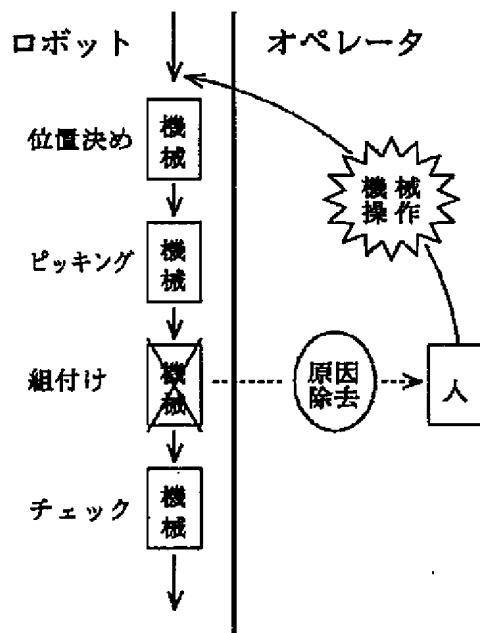 ロボット
オペレータ
位置決め
機
械
機械
操作
ピッキング
機
械
組付け
機
械
原因
除去
人
チェック
機
械